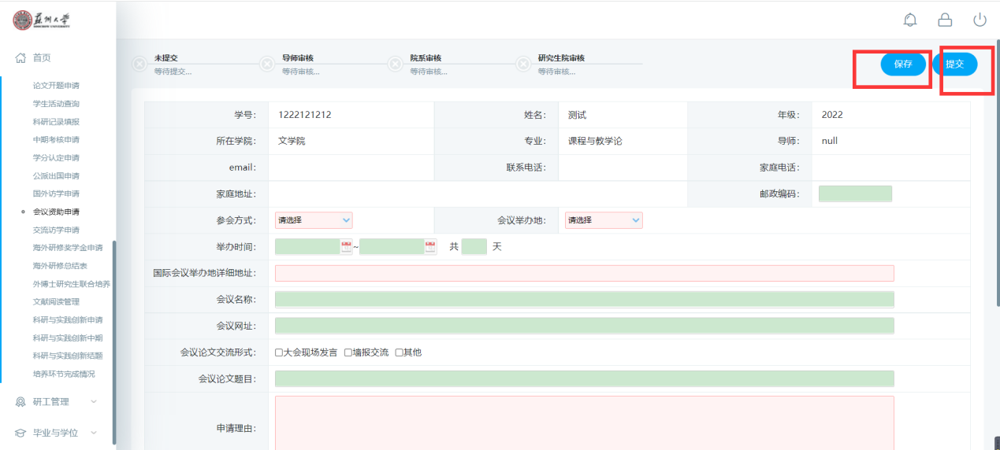 蘇州大学
SOOCHOW UNIVERSITY
首页
论文开题申请
学生活动查询
科研记录填报
中期考核申请
学分认定申请
公派出国申请
国外访学申请
会议资助申请
交流访学申请
海外研修奖学金申请
海外研修总结表
外博士研究生联合培养
文献阅读管理
科研与实践创新申请
科研与实践创新中期
科研与实践创新结题
培养环节完成情况
研工管理
毕业与学位
未提交 导师审核 院系审核 研究生院审核
等待提交... 等待审核... 等待审核... 等待审核...
保存 提交
学号: 1222121212 姓名: 测试 年级: 2022
所在学院: 文学院 专业: 课程与教学论 导师: null
email: 联系电话: 家庭电话:
家庭地址: 邮政编码:
参会方式: 请选择 会议举办地: 请选择
举办时间: ~ 共 天
国际会议举办地详细地址:
会议名称:
会议网址:
会议论文交流形式: 大会现场发言 墙报交流 其他
会议论文题目:
申请理由: